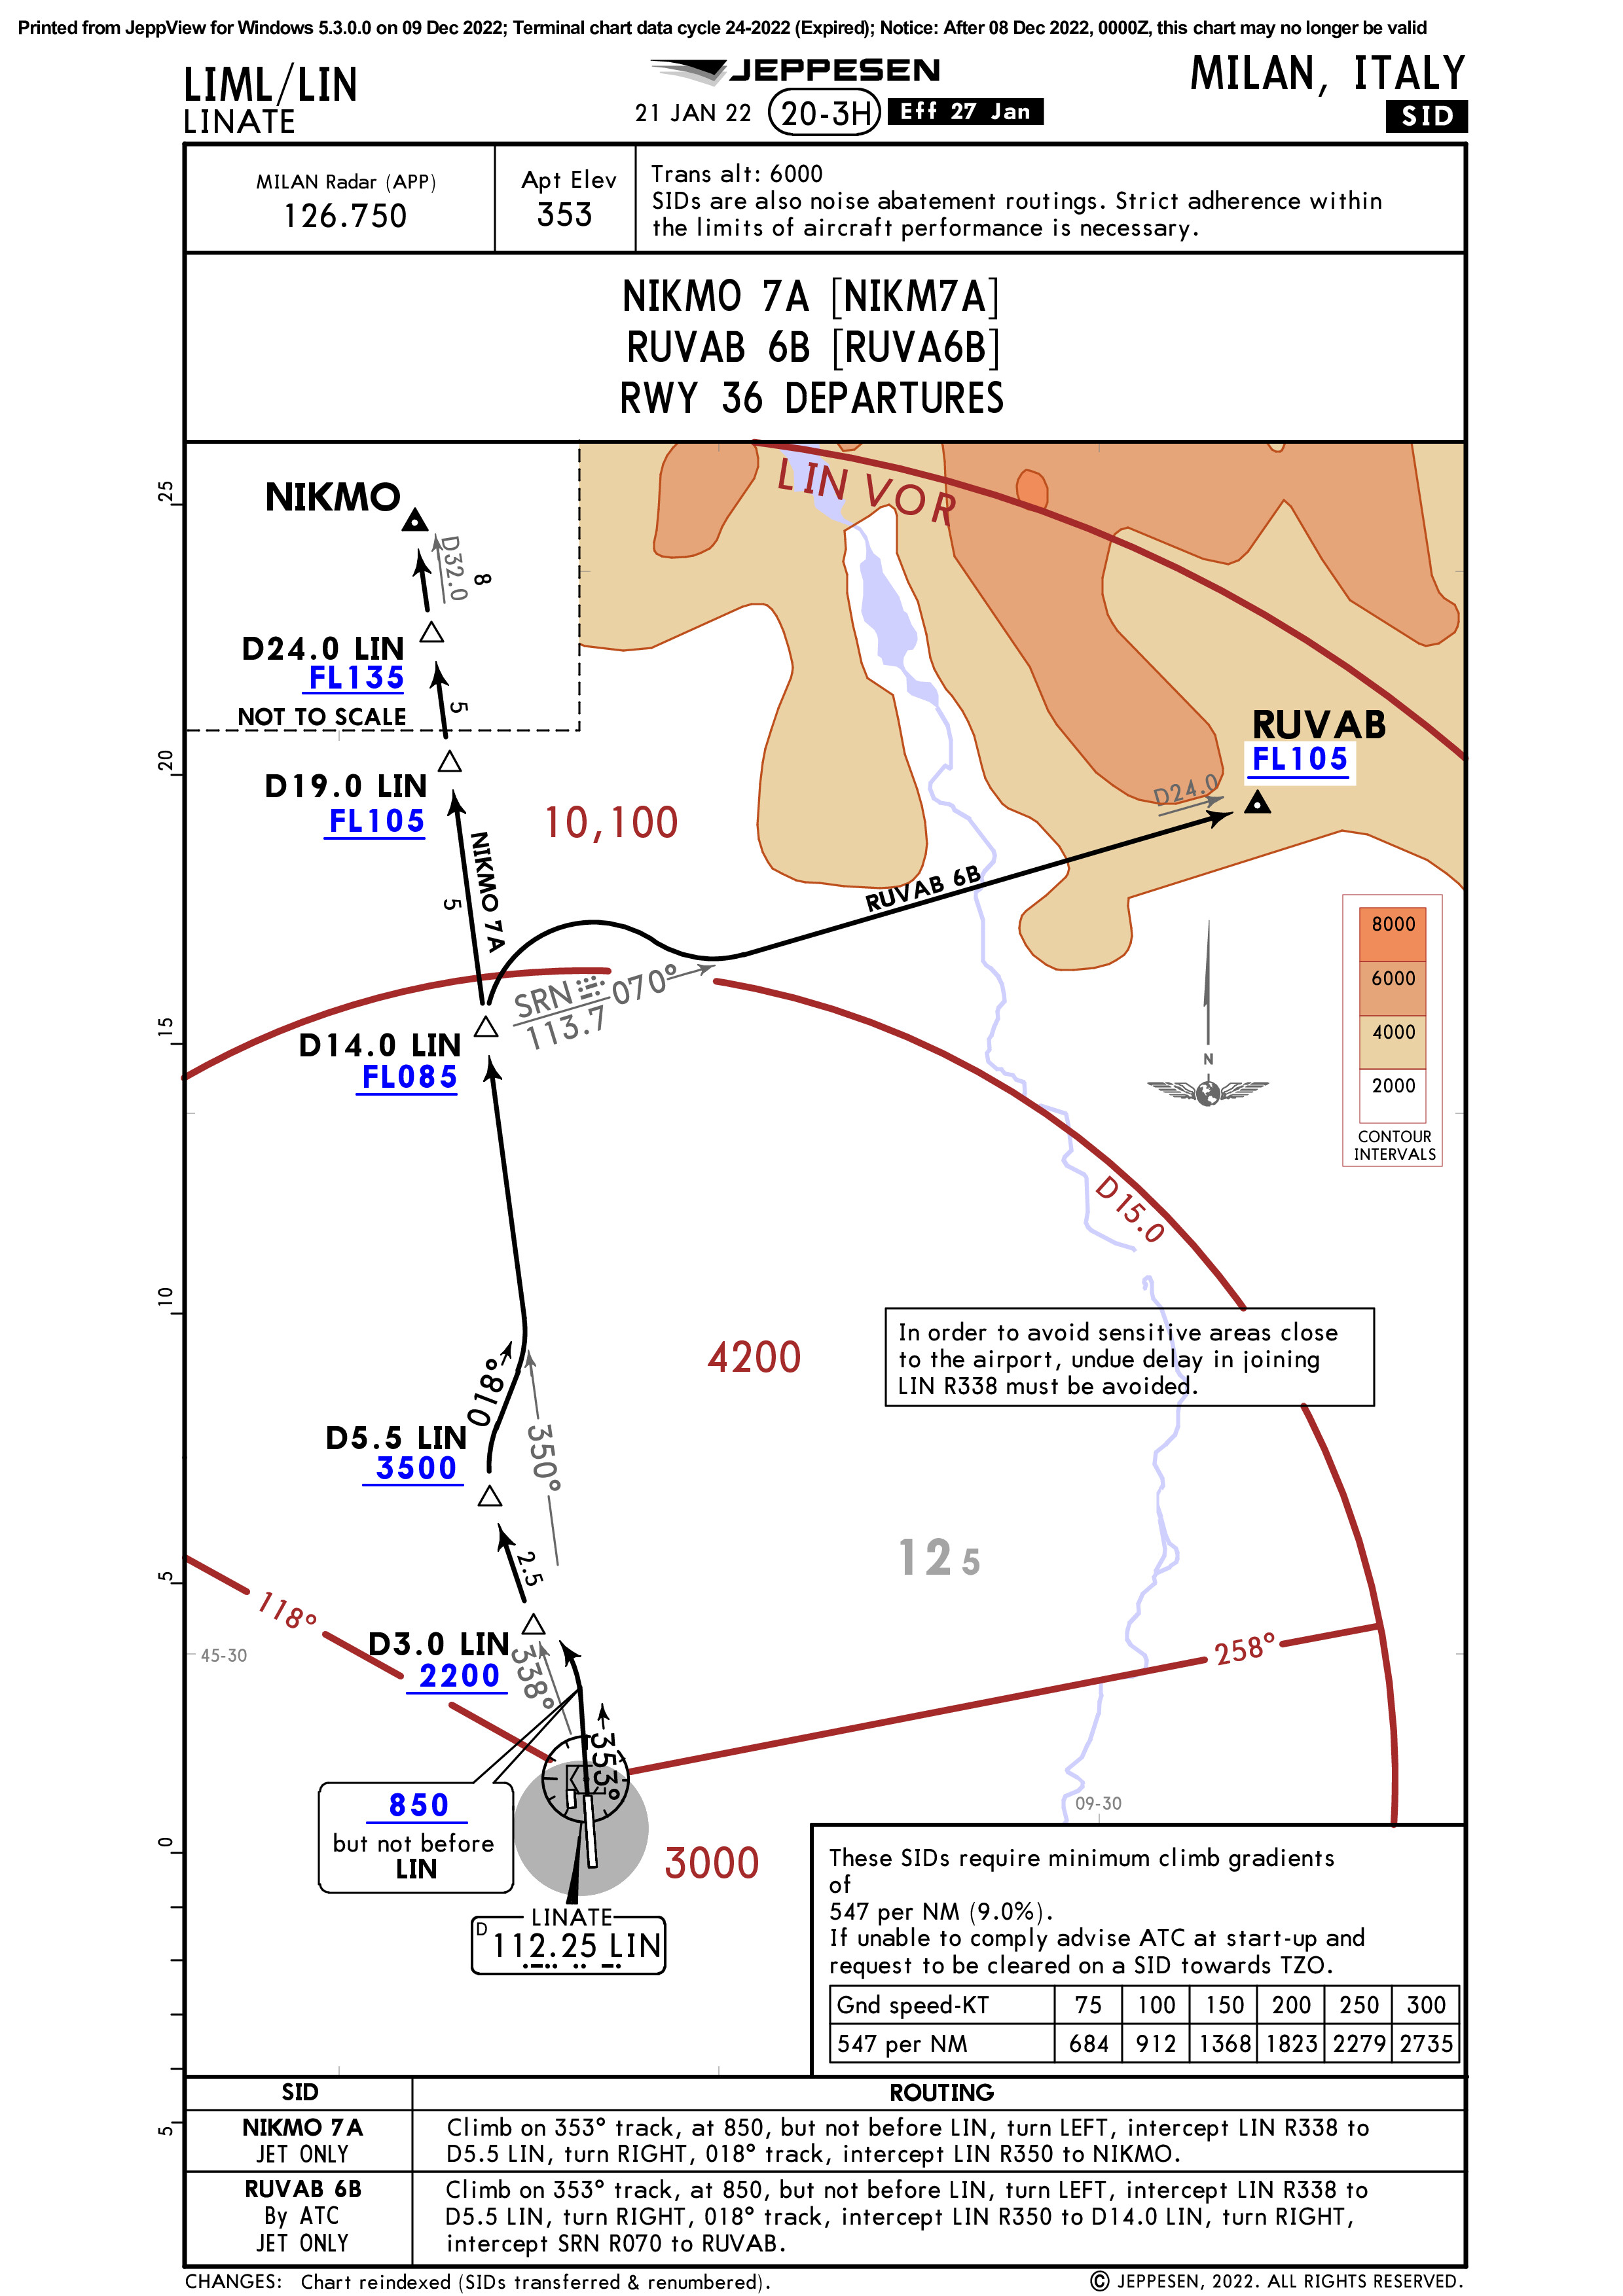 Printed from JeppView for Windows 5.3.0.0 on 09 Dec 2022; Terminal chart data cycle 24-2022 (Expired); Notice: After 08 Dec 2022, 0000Z, this chart may no longer be valid
LIML/LIN
LINATE
JEPPESEN
21 JAN 22 20-3H Eff 27 Jan
MILAN, ITALY
SID
MILAN Radar (APP)
126.750
Apt Elev
353
Trans alt: 6000
SIDs are also noise abatement routings. Strict adherence within
the limits of aircraft performance is necessary.
NIKMO 7A [NIKM7A]
RUVAB 6B [RUVA6B]
RWY 36 DEPARTURES
25
20
15
10
5
0
5
LIN VOR
NIKMO
D32.0
8
D24.0 LIN
FL135
5
NOT TO SCALE
D19.0 LIN
FL105
10,100
NIKMO 7A
5
RUVAB
FL105
D24.0
RUVAB 6B
SRN 070°
113.7
D14.0 LIN
FL085
8000
6000
4000
2000
CONTOUR
INTERVALS
N
D15.0
In order to avoid sensitive areas close
to the airport, undue delay in joining
LIN R338 must be avoided.
4200
018°
350°
D5.5 LIN
3500
2.5
125
118°
258°
45-30
D3.0 LIN
2200
338°
353°
850
but not before
LIN
3000
09-30
LINATE
D 112.25 LIN
These SIDs require minimum climb gradients
of
547 per NM (9.0%).
If unable to comply advise ATC at start-up and
request to be cleared on a SID towards TZO.
Gnd speed-KT 75 100 150 200 250 300
547 per NM 684 912 1368 1823 2279 2735
SID ROUTING
NIKMO 7A
JET ONLY
Climb on 353° track, at 850, but not before LIN, turn LEFT, intercept LIN R338 to
D5.5 LIN, turn RIGHT, 018° track, intercept LIN R350 to NIKMO.
RUVAB 6B
By ATC
JET ONLY
Climb on 353° track, at 850, but not before LIN, turn LEFT, intercept LIN R338 to
D5.5 LIN, turn RIGHT, 018° track, intercept LIN R350 to D14.0 LIN, turn RIGHT,
intercept SRN R070 to RUVAB.
CHANGES: Chart reindexed (SIDs transferred & renumbered).
© JEPPESEN, 2022. ALL RIGHTS RESERVED.